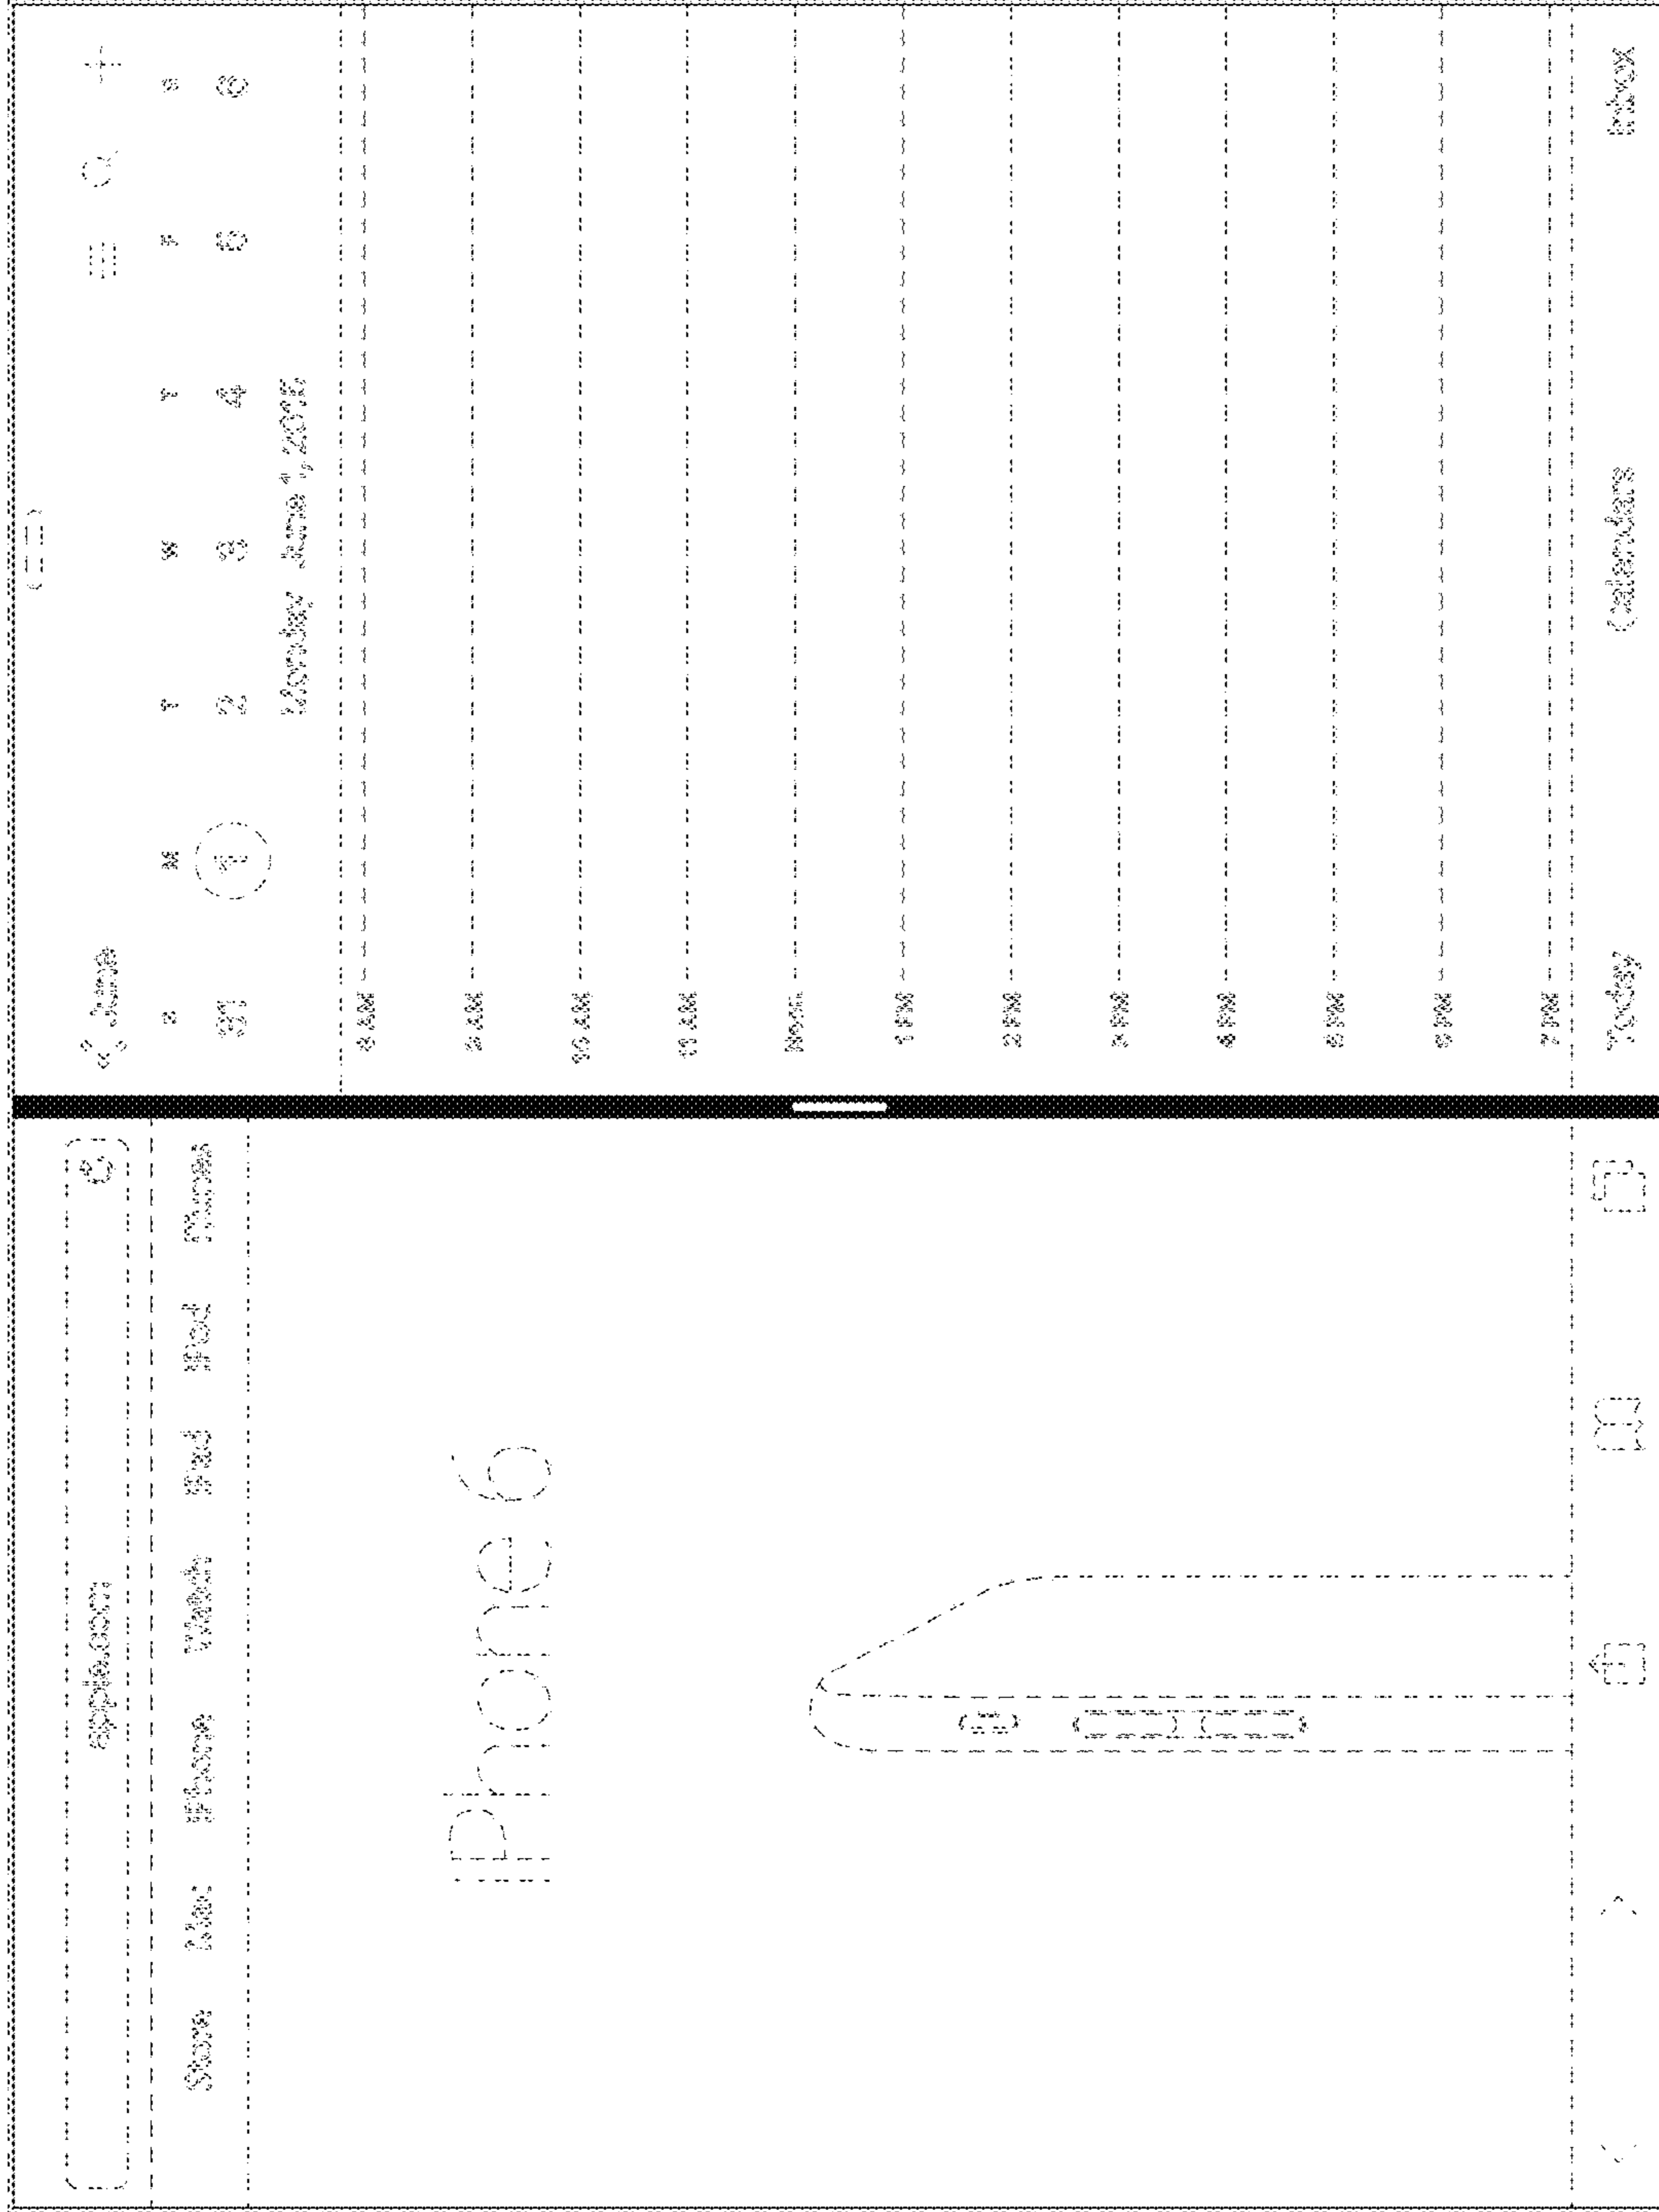 apple.com
Store Mac iPhone Watch iPad iPod iTunes
iPhone 6
< June
S M T W T F S
31 1 2 3 4 5 6
Monday June 1, 2015
8 AM
9 AM
10 AM
11 AM
Noon
1 PM
2 PM
3 PM
4 PM
5 PM
6 PM
7 PM
Today Calendars Inbox